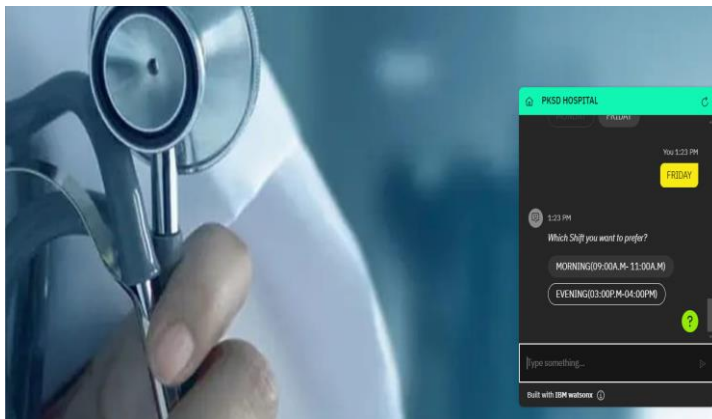 PKSD HOSPITAL
FRIDAY
You 1:23 PM
FRIDAY
1:23 PM
Which Shift you want to prefer?
MORNING(09:00A.M- 11:00A.M)
EVENING(03:00P.M-04:00PM)
?
Type something...
Built with IBM watsonx